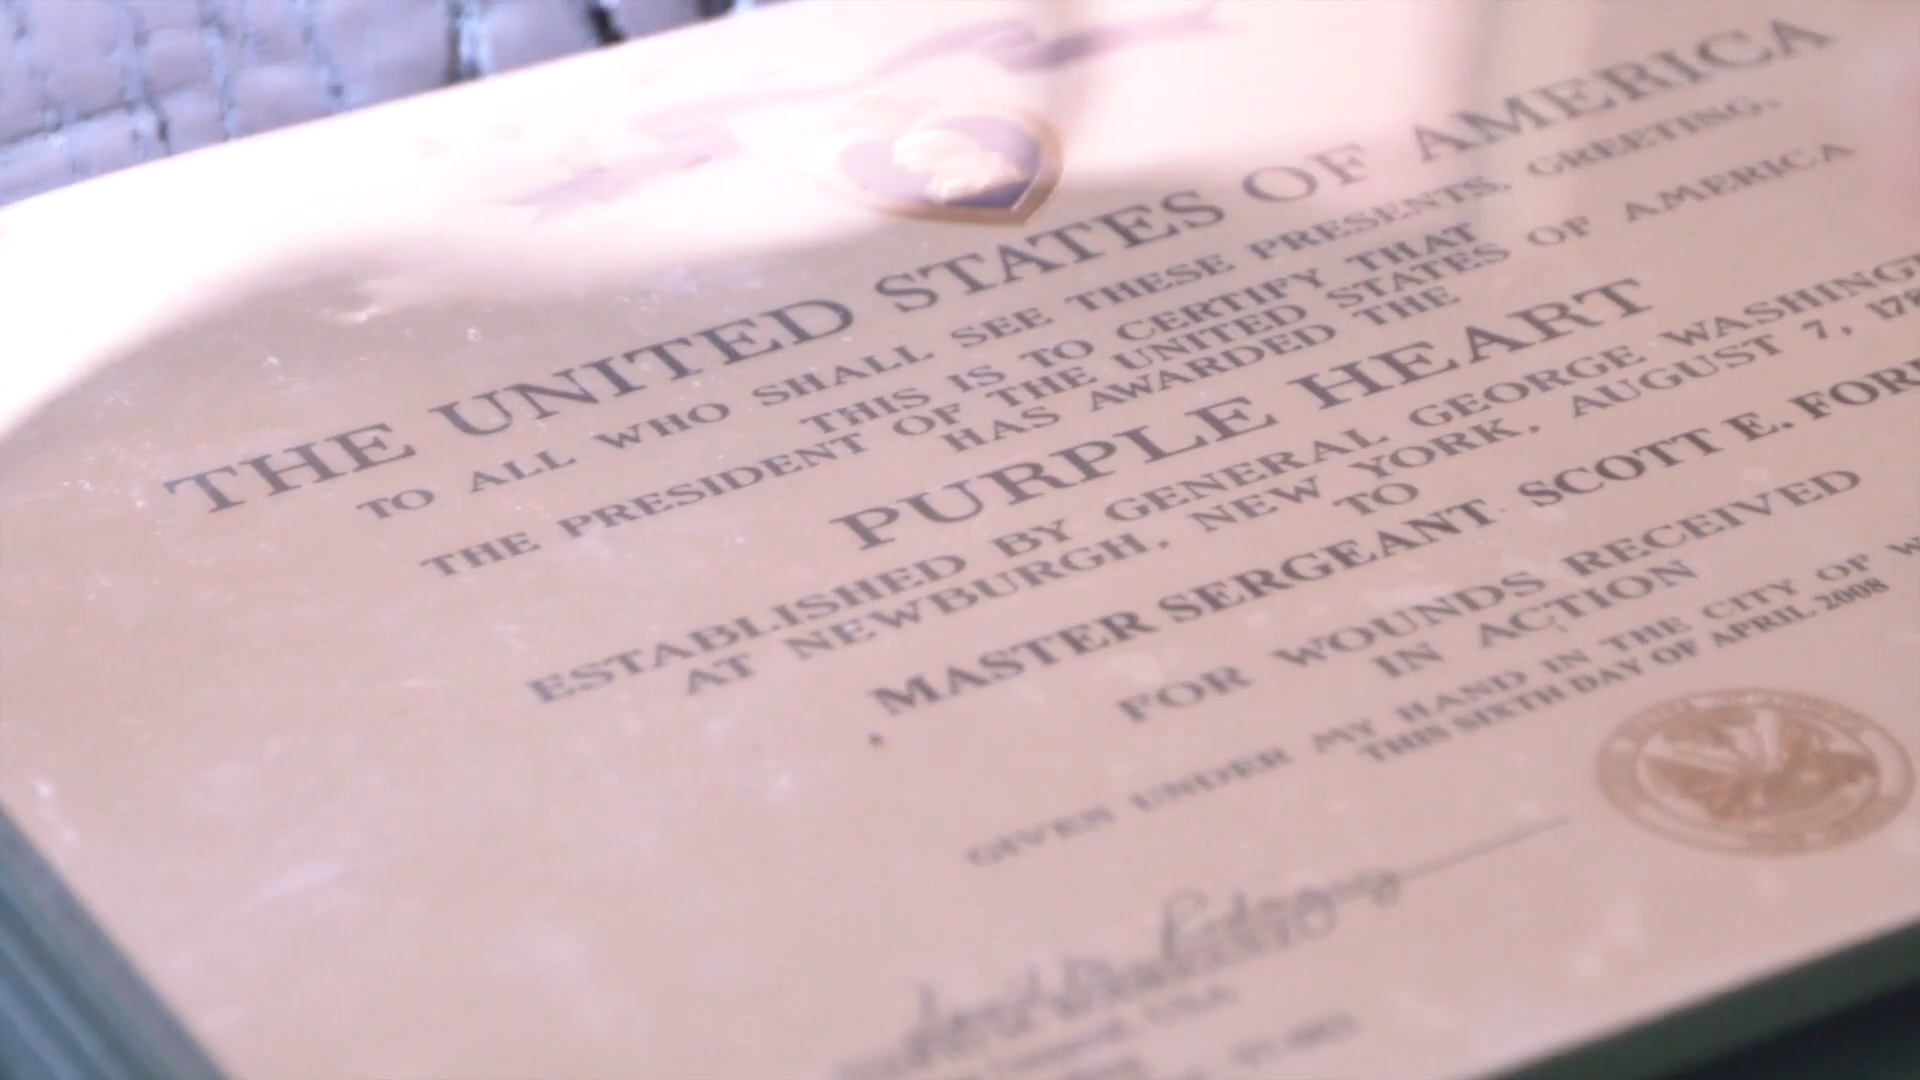 THE UNITED STATES OF AMERICA
TO ALL WHO SHALL SEE THESE PRESENTS, GREETING,
THIS IS TO CERTIFY THAT
THE PRESIDENT OF THE UNITED STATES OF AMERICA
HAS AWARDED THE
PURPLE HEART
ESTABLISHED BY GENERAL GEORGE
AT NEWBURGH, NEW YORK, AUGUST 7,
TO
MASTER SERGEANT SCOTT E.
FOR WOUNDS RECEIVED
IN ACTION
GIVEN UNDER MY HAND IN THE CITY OF
THIS SIXTH DAY OF APRIL 2008